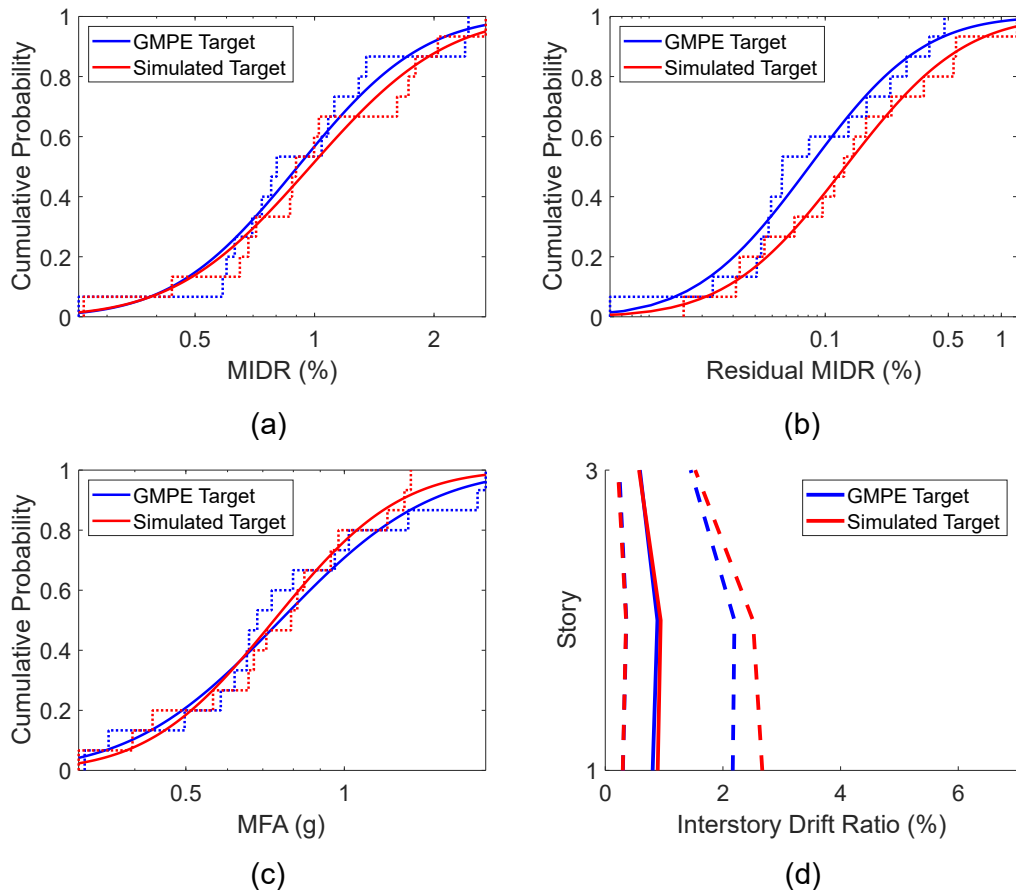 1
0.8
0.6
0.4
0.2
0
Cumulative Probability
GMPE Target
Simulated Target
0.5
1
2
MIDR (%)
(a)
1
0.8
0.6
0.4
0.2
0
Cumulative Probability
GMPE Target
Simulated Target
0.1
0.5
1
Residual MIDR (%)
(b)
1
0.8
0.6
0.4
0.2
0
Cumulative Probability
GMPE Target
Simulated Target
0.5
1
MFA (g)
(c)
3
1
Story
GMPE Target
Simulated Target
0
2
4
6
Interstory Drift Ratio (%)
(d)